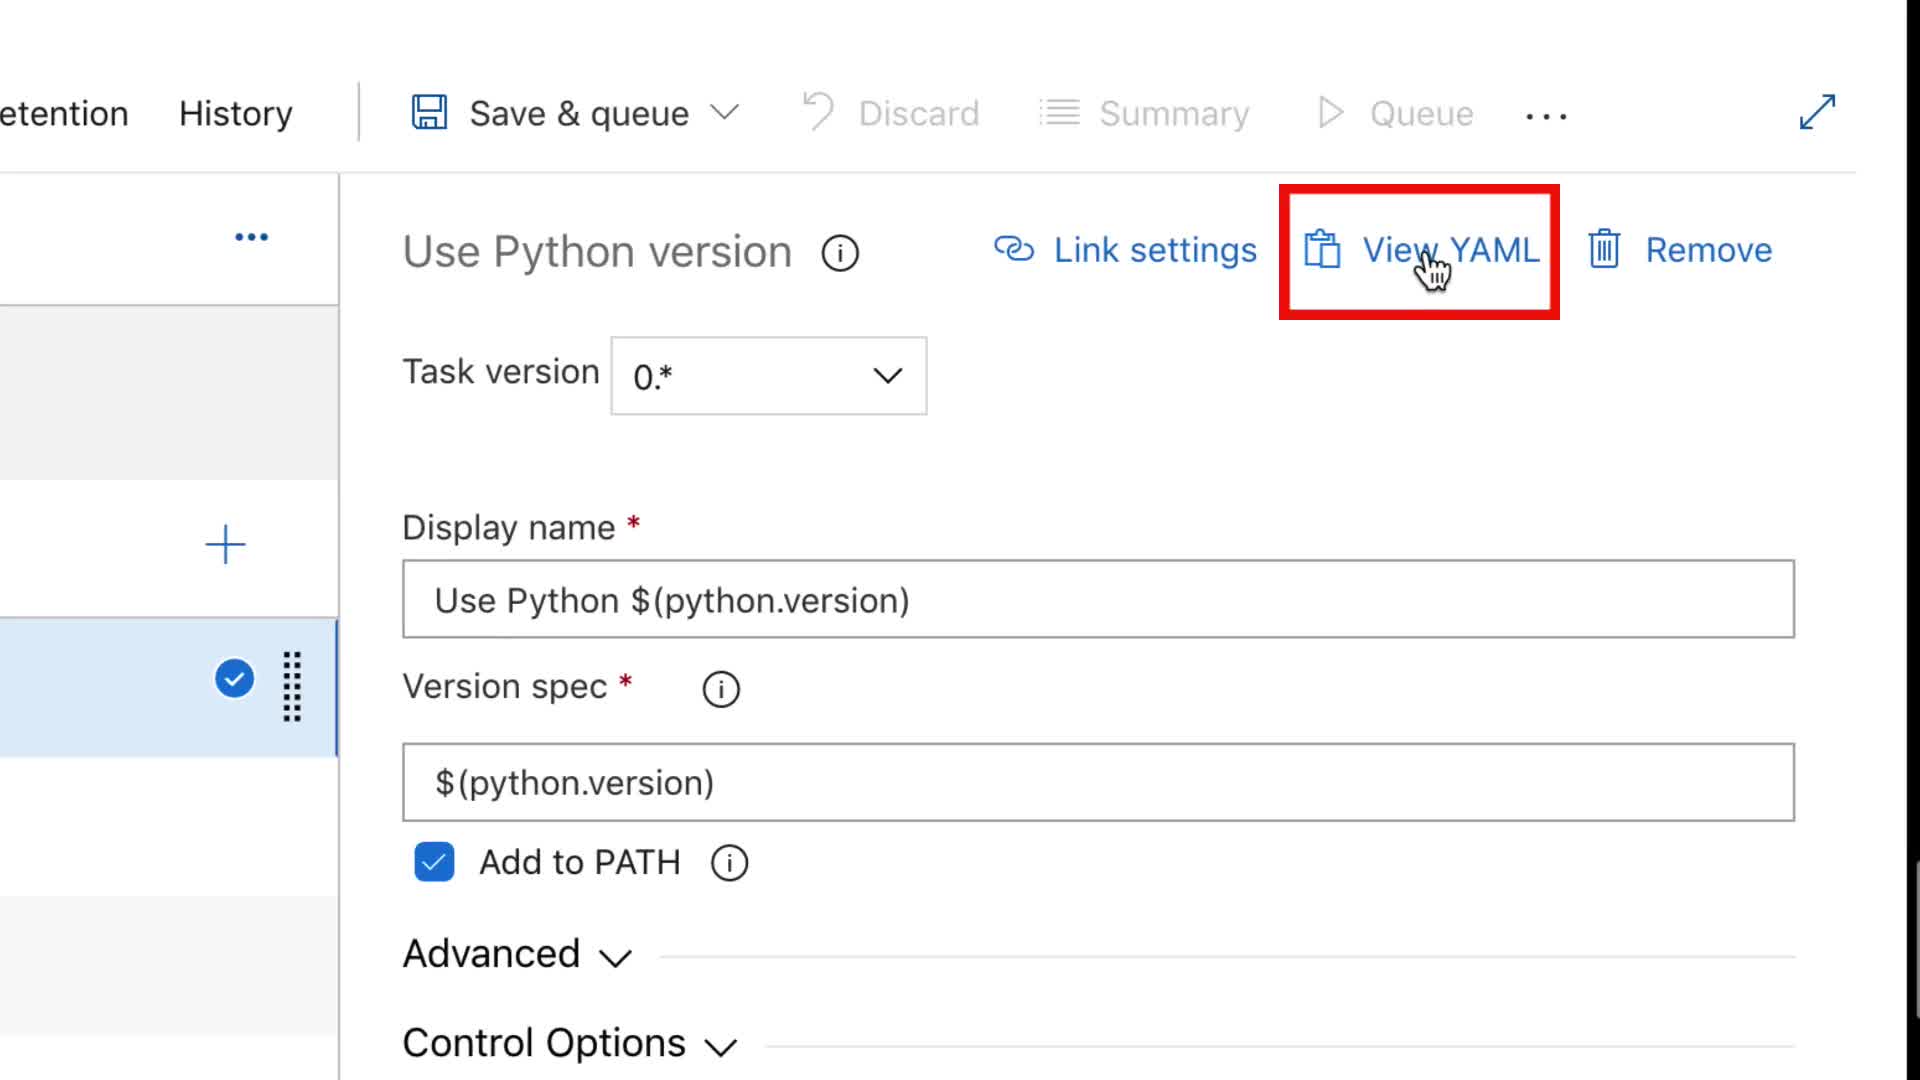 etention History Save & queue Discard Summary Queue ...
Use Python version Link settings View YAML Remove
Task version 0.*
Display name *
Use Python $(python.version)
Version spec *
$(python.version)
Add to PATH
Advanced
Control Options